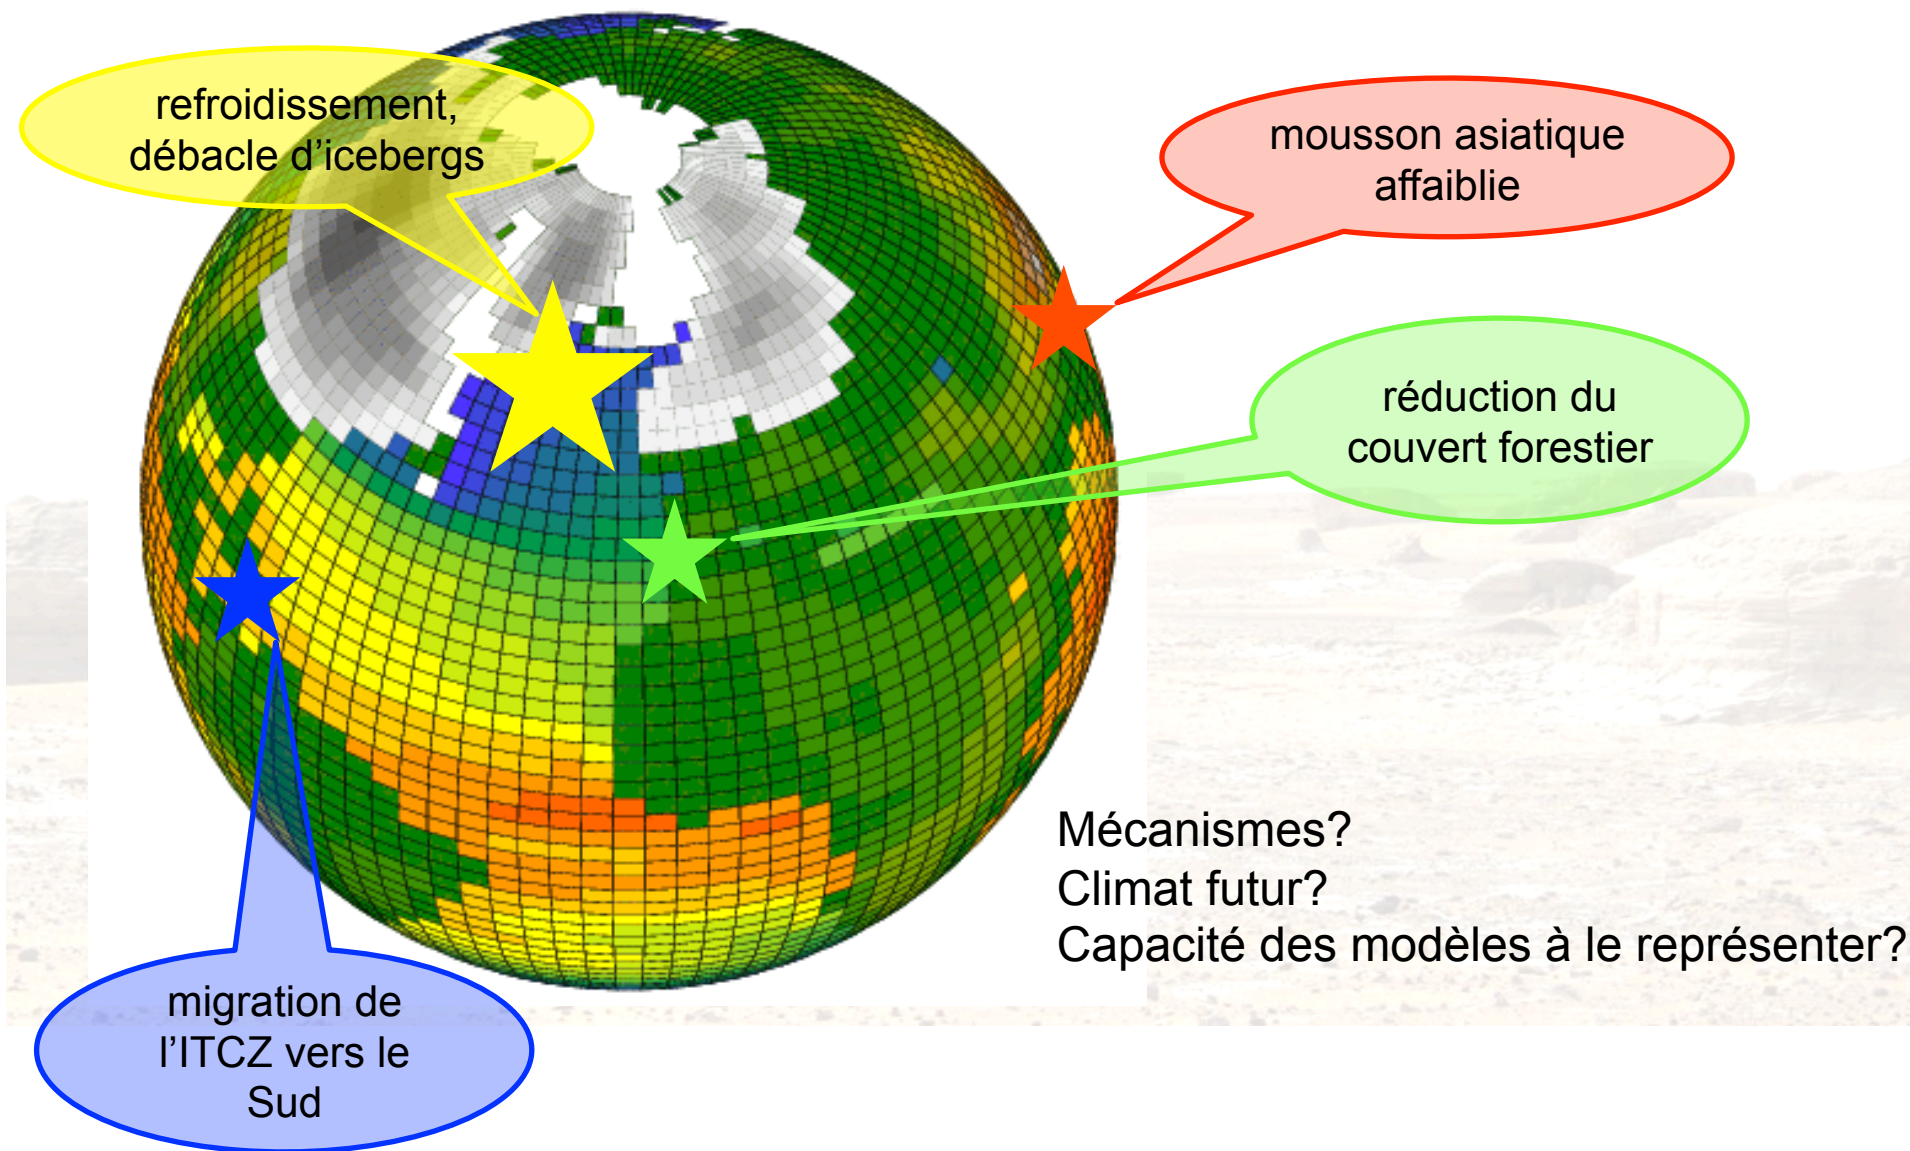 refroidissement,
débacle d’icebergs
mousson asiatique
affaiblie
réduction du
couvert forestier
Mécanismes?
Climat futur?
Capacité des modèles à le représenter?
migration de
l’ITCZ vers le
Sud